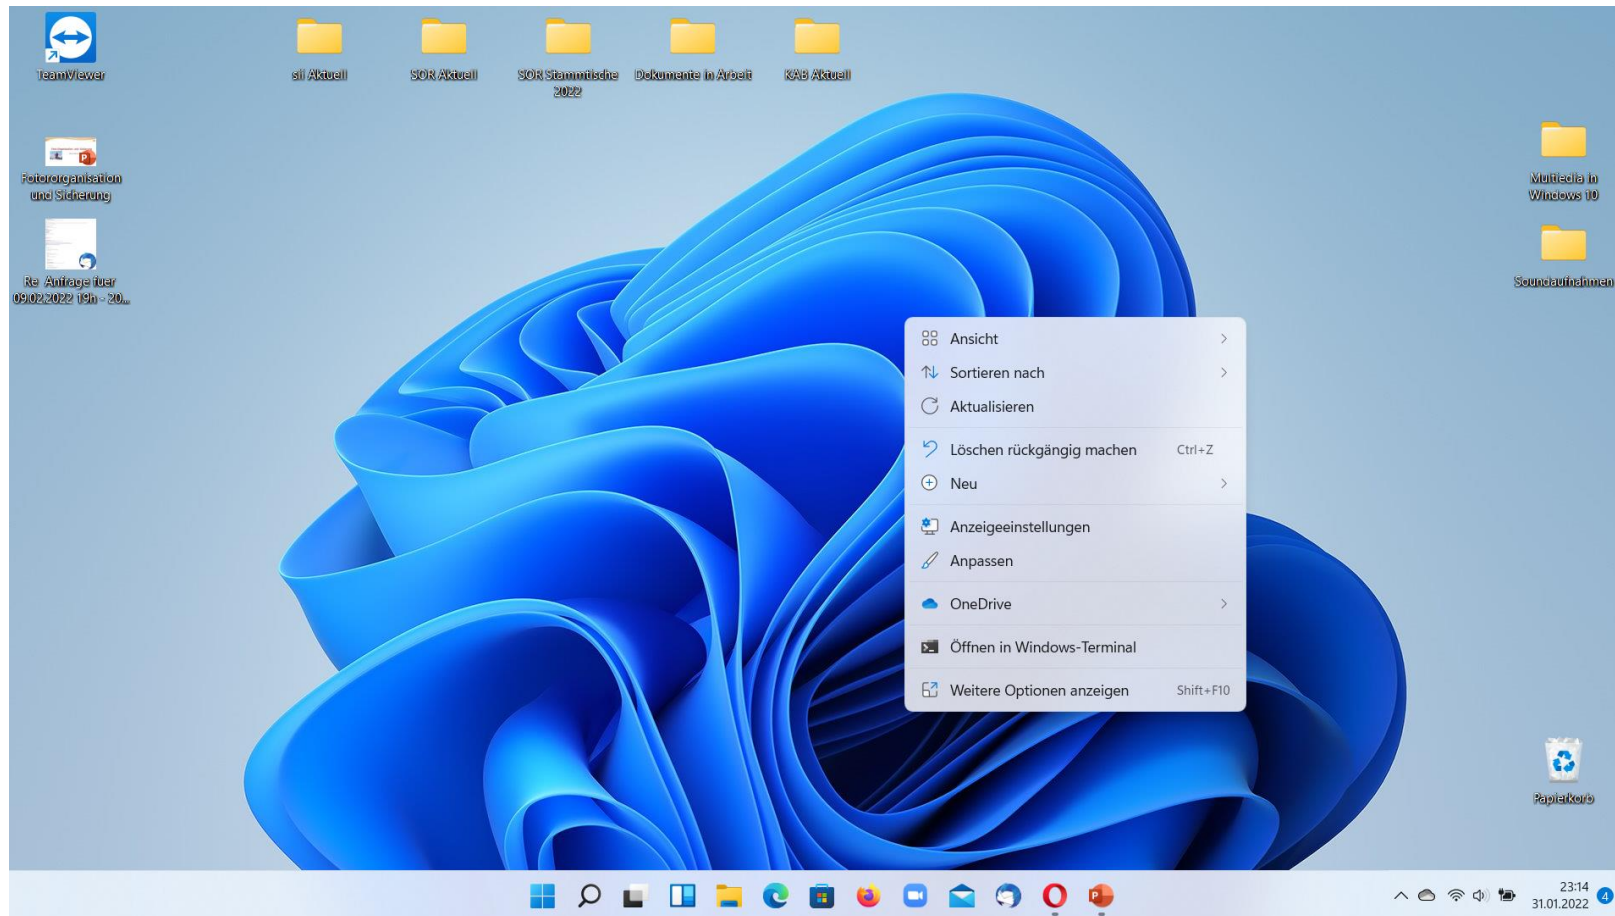 TeamViewer
sii Aktuell
SOR Aktuell
SOR Stammtische
2022
Dokumente in Arbeit
KAB Aktuell
Fotororganisation
und Sicherung
Re Anfrage fuer
09.02.2022 19h - 20...
Multiedia in
Windows 10
Soundaufnahmen
Ansicht
Sortieren nach
Aktualisieren
Löschen rückgängig machen Ctrl+Z
Neu
Anzeigeeinstellungen
Anpassen
OneDrive
Öffnen in Windows-Terminal
Weitere Optionen anzeigen Shift+F10
Papierkorb
23:14
31.01.2022
4